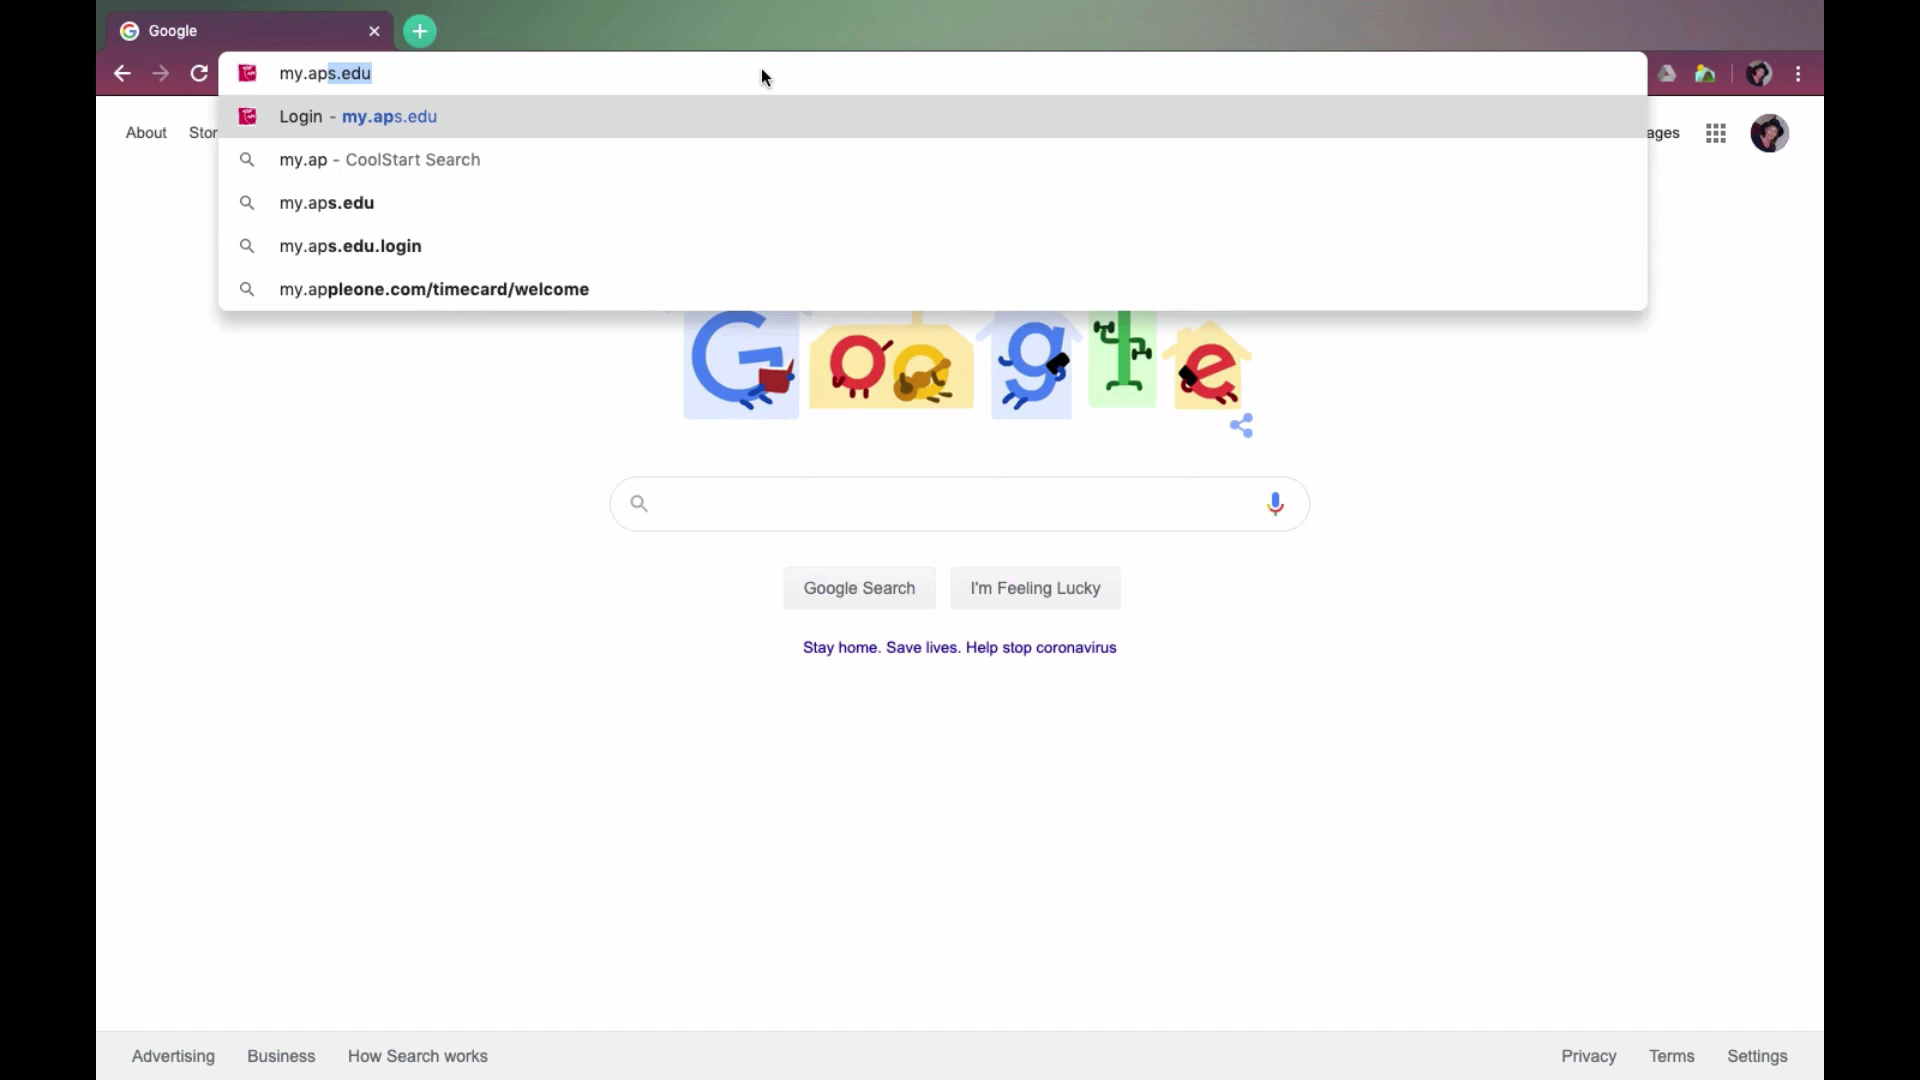 Google
my.aps.edu
Login - my.aps.edu
my.ap - CoolStart Search
my.aps.edu
my.aps.edu.login
my.appleone.com/timecard/welcome
About Stor ages
Google
Google Search I'm Feeling Lucky
Stay home. Save lives. Help stop coronavirus
Advertising Business How Search works Privacy Terms Settings